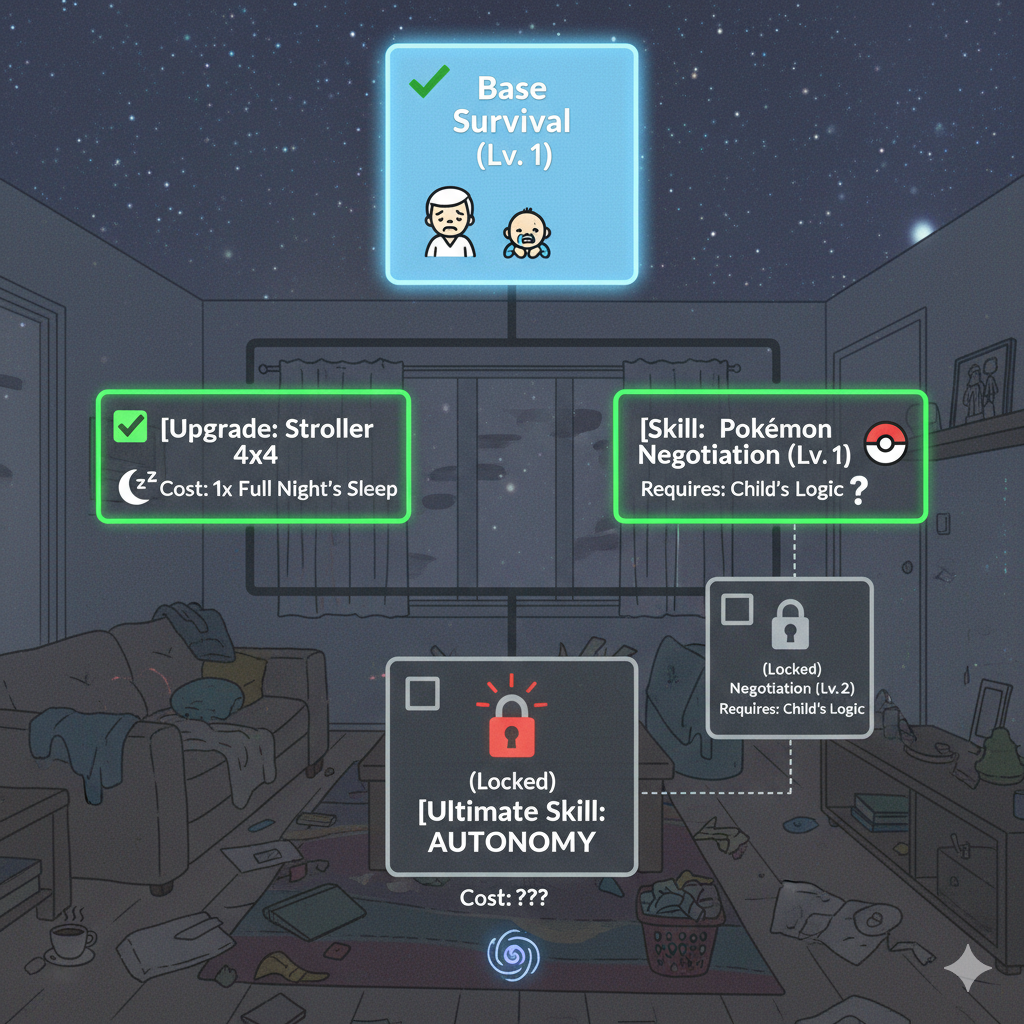 Base
Survival
(Lv. 1)
[Upgrade: Stroller
4x4
zz
Cost: 1x Full Night's Sleep
[Skill: Pokémon
Negotiation (Lv. 1)
Requires: Child's Logic ?
(Locked)
Negotiation (Lv. 2)
Requires: Child's Logic
(Locked)
[Ultimate Skill:
AUTONOMY
Cost: ???